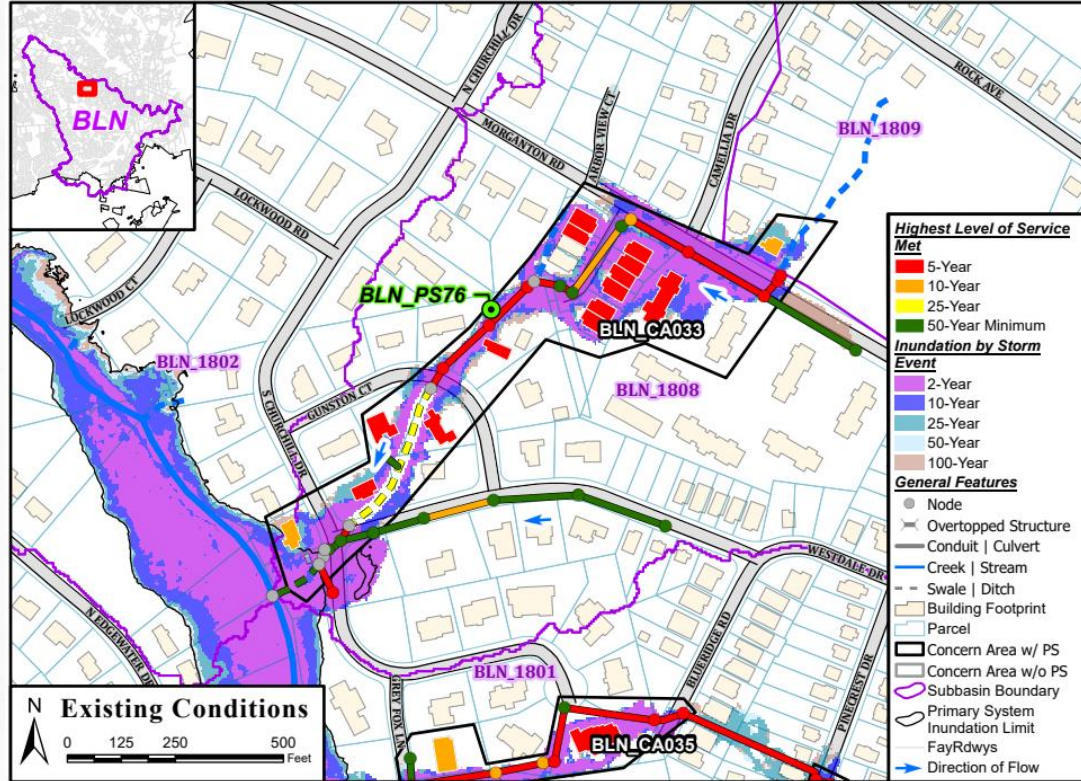 BLN
N CHURCHILL DR
ROCK AVE
MORGANTON RD
ARBOR VIEW CT
CAMELLIA DR
BLN_1809
LOCKWOOD RD
LOCKWOOD CT
BLN_PS76
BLN_CA033
BLN_1802
BLN_1808
GUNSTON CT
S CHURCHILL DR
WESTDALE DR
N EDGEWATER DR
BLN_1801
BLUERIDGE RD
PINECREST DR
GREY FOX LN
BLN_CA035
N
Existing Conditions
0 125 250 500
Feet
Highest Level of Service
Met
5-Year
10-Year
25-Year
50-Year Minimum
Inundation by Storm
Event
2-Year
10-Year
25-Year
50-Year
100-Year
General Features
Node
Overtopped Structure
Conduit | Culvert
Creek | Stream
Swale | Ditch
Building Footprint
Parcel
Concern Area w/ PS
Concern Area w/o PS
Subbasin Boundary
Primary System
Inundation Limit
FayRdwys
Direction of Flow